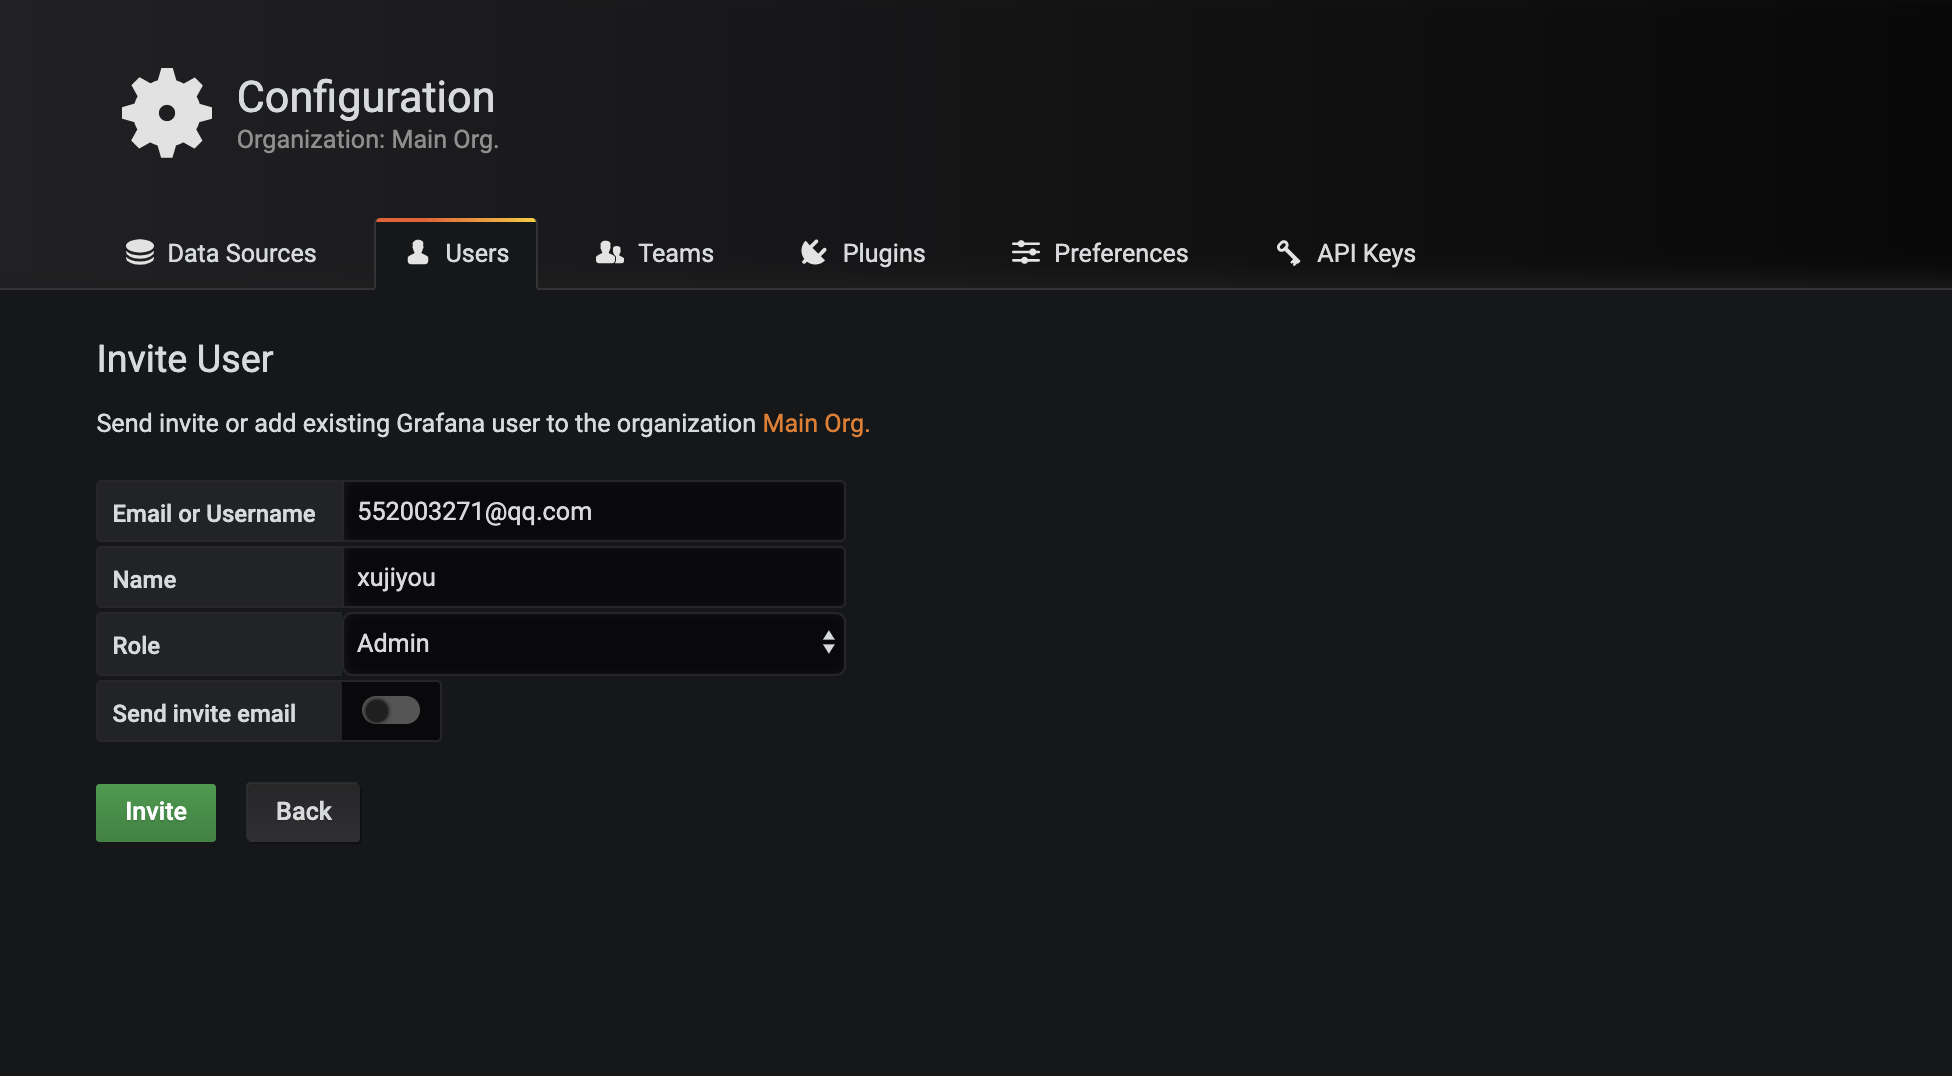 Configuration
Organization: Main Org.
Data Sources Users Teams Plugins Preferences API Keys
Invite User
Send invite or add existing Grafana user to the organization Main Org.
Email or Username 552003271@qq.com
Name xujiyou
Role Admin
Send invite email
Invite Back